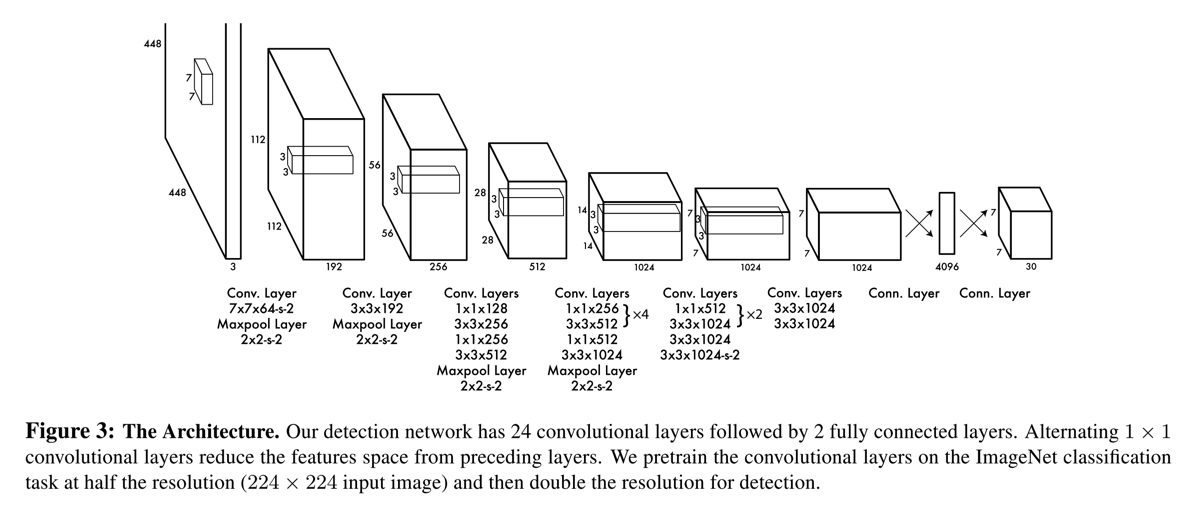 448
7
7
448
3
112
3
3
112
192
56
3
3
56
256
28
3
3
28
512
14
3
3
14
1024
7
3
3
7
1024
7
7
1024
4096
7
7
30
Conv. Layer
7x7x64-s-2
Maxpool Layer
2x2-s-2
Conv. Layer
3x3x192
Maxpool Layer
2x2-s-2
Conv. Layers
1x1x128
3x3x256
1x1x256
3x3x512
Maxpool Layer
2x2-s-2
Conv. Layers
1x1x256
3x3x512
}×4
1x1x512
3x3x1024
Maxpool Layer
2x2-s-2
Conv. Layers
1x1x512
3x3x1024
}×2
3x3x1024
3x3x1024-s-2
Conv. Layers
3x3x1024
3x3x1024
Conn. Layer
Conn. Layer
Figure 3: The Architecture. Our detection network has 24 convolutional layers followed by 2 fully connected layers. Alternating 1 × 1
convolutional layers reduce the features space from preceding layers. We pretrain the convolutional layers on the ImageNet classification
task at half the resolution (224 × 224 input image) and then double the resolution for detection.